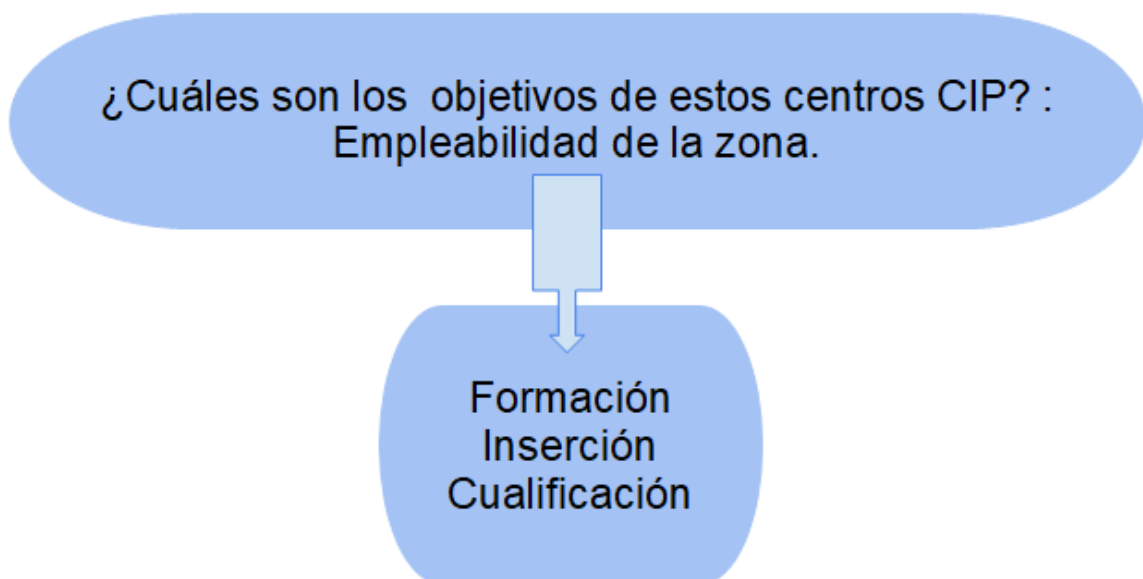 ¿Cuáles son los  objetivos de estos centros CIP? :
Empleabilidad de la zona.
Formación
Inserción
Cualificación